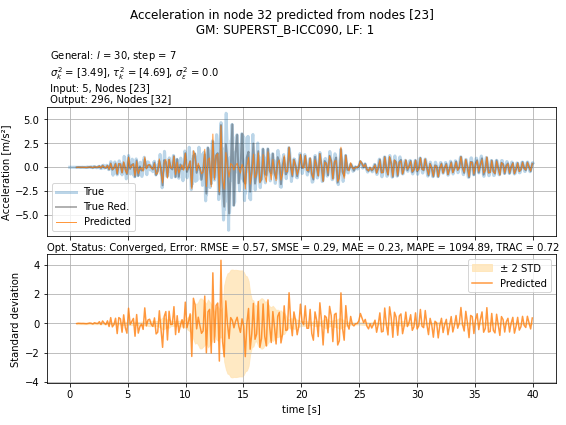 Acceleration in node 32 predicted from nodes [23]
GM: SUPERST_B-ICC090, LF: 1
General: l = 30, step = 7
σ²ₖ = [3.49], τ²ₖ = [4.69], σ²ε = 0.0
Input: 5, Nodes [23]
Output: 296, Nodes [32]
Acceleration [m/s²]
5.0
2.5
0.0
−2.5
−5.0
True
True Red.
Predicted
Opt. Status: Converged, Error: RMSE = 0.57, SMSE = 0.29, MAE = 0.23, MAPE = 1094.89, TRAC = 0.72
Standard deviation
4
2
0
−2
−4
± 2 STD
Predicted
0 5 10 15 20 25 30 35 40
time [s]